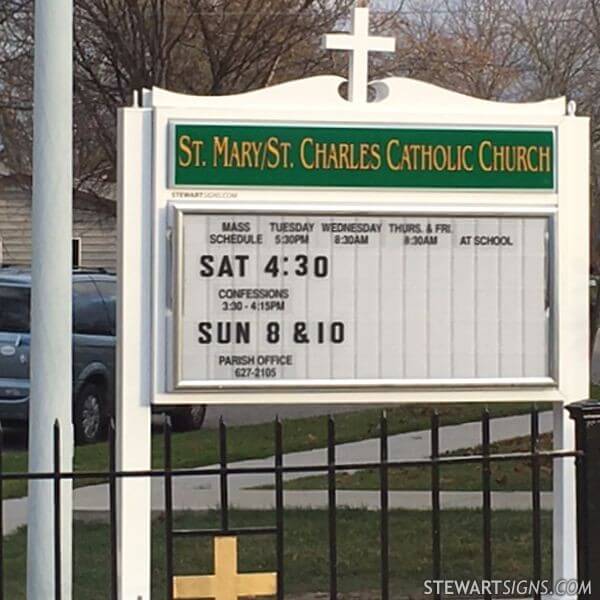 St. Mary/St. Charles Catholic Church
STEWARTSIGNS.COM
MASS TUESDAY WEDNESDAY THURS. & FRI.
SCHEDULE 5:30PM 8:30AM 8:30AM AT SCHOOL
SAT 4:30
CONFESSIONS
3:30 - 4:15PM
SUN 8 & 10
PARISH OFFICE
627-2105
STEWARTSIGNS.COM